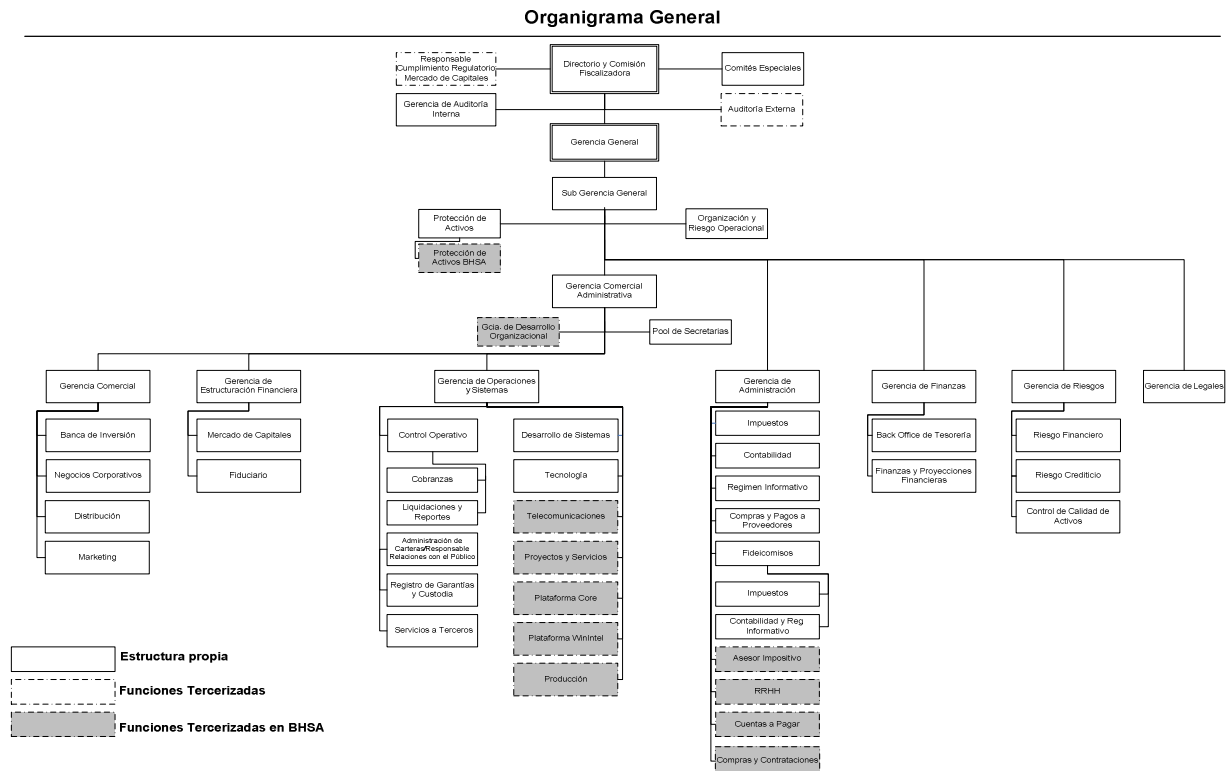 Organigrama General
Responsable
Cumplimiento Regulatorio
Mercado de Capitales
Directorio y Comisión
Fiscalizadora
Comités Especiales
Gerencia de Auditoría
Interna
Auditoría Externa
Gerencia General
Sub Gerencia General
Protección de
Activos
Organización y
Riesgo Operacional
Protección de
Activos BHSA
Gerencia Comercial
Administrativa
Gcia. de Desarrollo
Organizacional
Pool de Secretarias
Gerencia Comercial
Banca de Inversión
Negocios Corporativos
Distribución
Marketing
Gerencia de
Estructuración Financiera
Mercado de Capitales
Fiduciario
Gerencia de Operaciones
y Sistemas
Control Operativo
Cobranzas
Liquidaciones y
Reportes
Administración de
Carteras/Responsable
Relaciones con el Público
Registro de Garantías
y Custodia
Servicios a Terceros
Desarrollo de Sistemas
Tecnología
Telecomunicaciones
Proyectos y Servicios
Plataforma Core
Plataforma WinIntel
Producción
Gerencia de
Administración
Impuestos
Contabilidad
Regimen Informativo
Compras y Pagos a
Proveedores
Fideicomisos
Impuestos
Contabilidad y Reg
Informativo
Asesor Impositivo
RRHH
Cuentas a Pagar
Compras y Contrataciones
Gerencia de Finanzas
Back Office de Tesorería
Finanzas y Proyecciones
Financieras
Gerencia de Riesgos
Riesgo Financiero
Riesgo Crediticio
Control de Calidad de
Activos
Gerencia de Legales
Estructura propia
Funciones Tercerizadas
Funciones Tercerizadas en BHSA